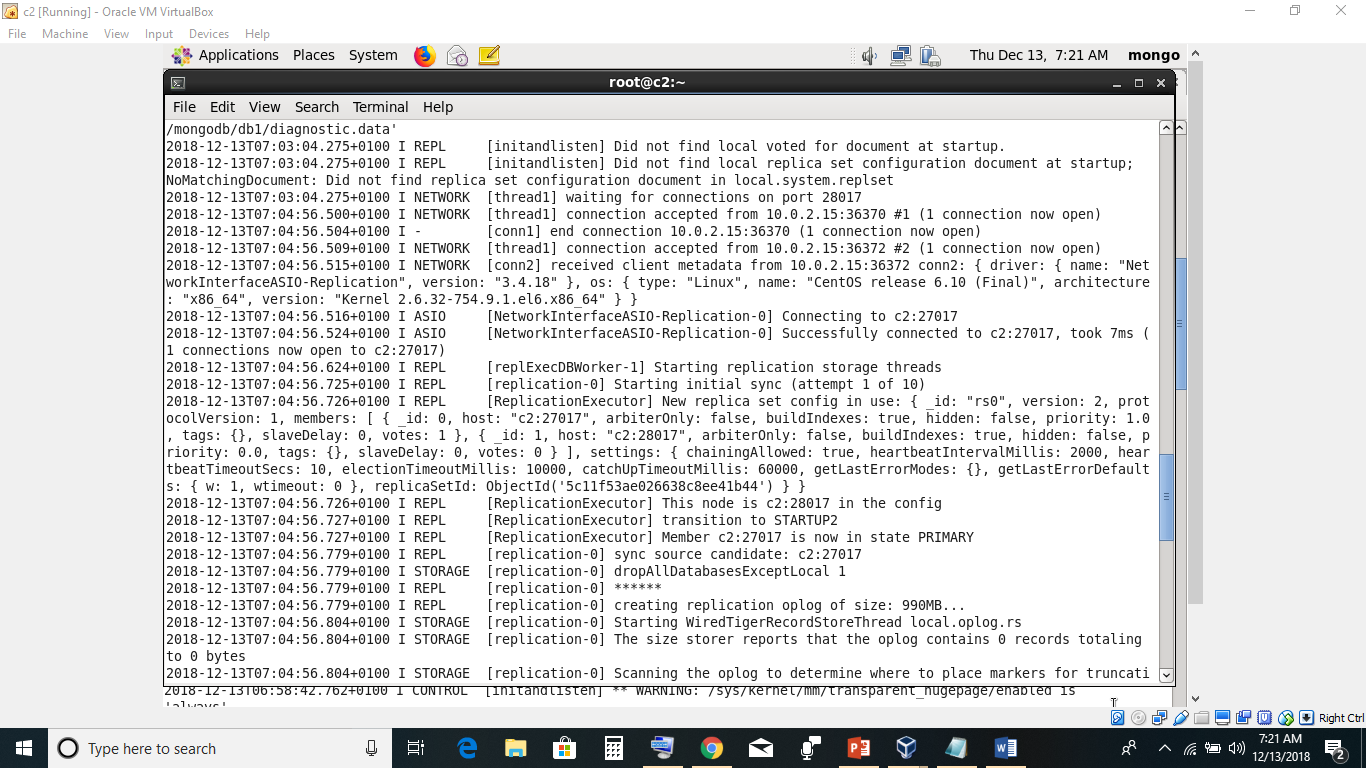 c2 [Running] - Oracle VM VirtualBox
File Machine View Input Devices Help
Applications Places System Thu Dec 13, 7:21 AM mongo
root@c2:~
File Edit View Search Terminal Help
/mongodb/db1/diagnostic.data'
2018-12-13T07:03:04.275+0100 I REPL     [initandlisten] Did not find local voted for document at startup.
2018-12-13T07:03:04.275+0100 I REPL     [initandlisten] Did not find local replica set configuration document at startup;
NoMatchingDocument: Did not find replica set configuration document in local.system.replset
2018-12-13T07:03:04.275+0100 I NETWORK  [thread1] waiting for connections on port 28017
2018-12-13T07:04:56.500+0100 I NETWORK  [thread1] connection accepted from 10.0.2.15:36370 #1 (1 connection now open)
2018-12-13T07:04:56.504+0100 I -        [conn1] end connection 10.0.2.15:36370 (1 connection now open)
2018-12-13T07:04:56.509+0100 I NETWORK  [thread1] connection accepted from 10.0.2.15:36372 #2 (1 connection now open)
2018-12-13T07:04:56.515+0100 I NETWORK  [conn2] received client metadata from 10.0.2.15:36372 conn2: { driver: { name: "Net
workInterfaceASIO-Replication", version: "3.4.18" }, os: { type: "Linux", name: "CentOS release 6.10 (Final)", architecture
: "x86_64", version: "Kernel 2.6.32-754.9.1.el6.x86_64" } }
2018-12-13T07:04:56.516+0100 I ASIO     [NetworkInterfaceASIO-Replication-0] Connecting to c2:27017
2018-12-13T07:04:56.524+0100 I ASIO     [NetworkInterfaceASIO-Replication-0] Successfully connected to c2:27017, took 7ms (
1 connections now open to c2:27017)
2018-12-13T07:04:56.624+0100 I REPL     [replExecDBWorker-1] Starting replication storage threads
2018-12-13T07:04:56.725+0100 I REPL     [replication-0] Starting initial sync (attempt 1 of 10)
2018-12-13T07:04:56.726+0100 I REPL     [ReplicationExecutor] New replica set config in use: { _id: "rs0", version: 2, prot
ocolVersion: 1, members: [ { _id: 0, host: "c2:27017", arbiterOnly: false, buildIndexes: true, hidden: false, priority: 1.0
, tags: {}, slaveDelay: 0, votes: 1 }, { _id: 1, host: "c2:28017", arbiterOnly: false, buildIndexes: true, hidden: false, p
riority: 0.0, tags: {}, slaveDelay: 0, votes: 0 } ], settings: { chainingAllowed: true, heartbeatIntervalMillis: 2000, hear
tbeatTimeoutSecs: 10, electionTimeoutMillis: 10000, catchUpTimeoutMillis: 60000, getLastErrorModes: {}, getLastErrorDefault
s: { w: 1, wtimeout: 0 }, replicaSetId: ObjectId('5c11f53ae026638c8ee41b44') } }
2018-12-13T07:04:56.726+0100 I REPL     [ReplicationExecutor] This node is c2:28017 in the config
2018-12-13T07:04:56.727+0100 I REPL     [ReplicationExecutor] transition to STARTUP2
2018-12-13T07:04:56.727+0100 I REPL     [ReplicationExecutor] Member c2:27017 is now in state PRIMARY
2018-12-13T07:04:56.779+0100 I REPL     [replication-0] sync source candidate: c2:27017
2018-12-13T07:04:56.779+0100 I STORAGE  [replication-0] dropAllDatabasesExceptLocal 1
2018-12-13T07:04:56.779+0100 I REPL     [replication-0] ******
2018-12-13T07:04:56.779+0100 I REPL     [replication-0] creating replication oplog of size: 990MB...
2018-12-13T07:04:56.804+0100 I STORAGE  [replication-0] Starting WiredTigerRecordStoreThread local.oplog.rs
2018-12-13T07:04:56.804+0100 I STORAGE  [replication-0] The size storer reports that the oplog contains 0 records totaling
to 0 bytes
2018-12-13T07:04:56.804+0100 I STORAGE  [replication-0] Scanning the oplog to determine where to place markers for truncati
2018-12-13T06:58:42.762+0100 I CONTROL  [initandlisten] ** WARNING: /sys/kernel/mm/transparent_hugepage/enabled is
'always'
Right Ctrl
Type here to search
7:21 AM
12/13/2018
2